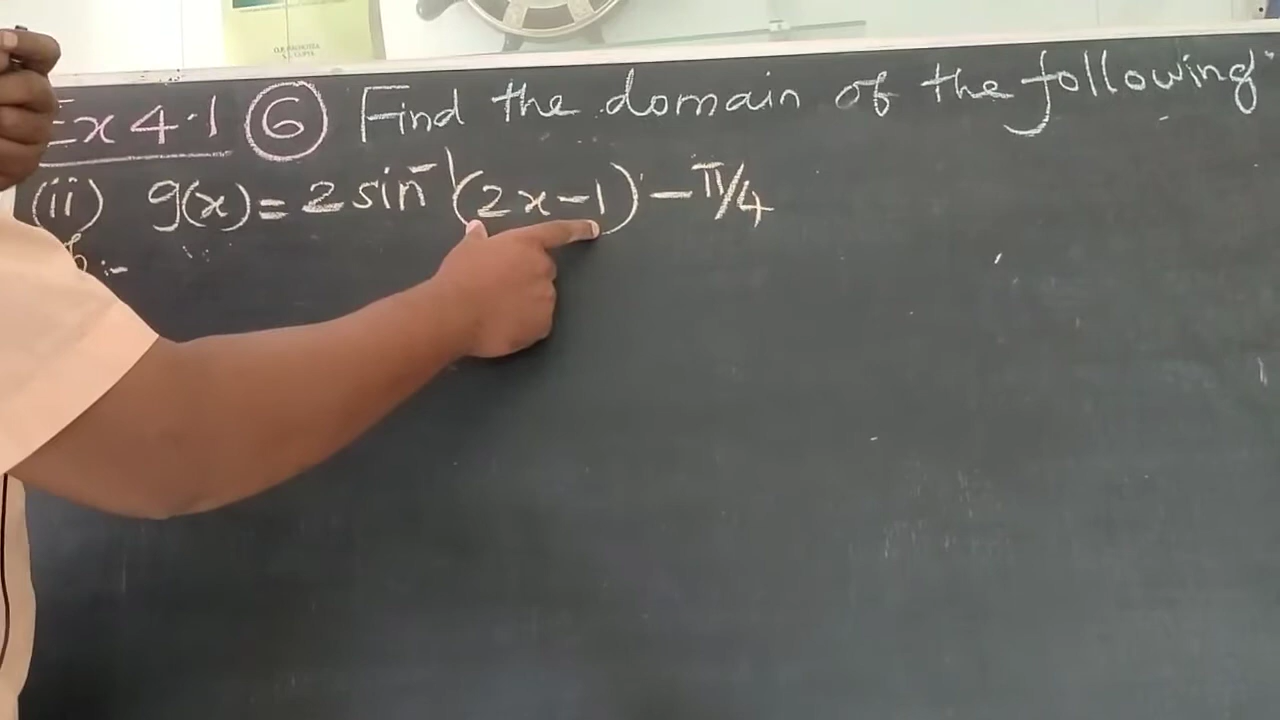 Ex 4.1 ⑥ Find the domain of the following
(ii) g(x) = 2 sin⁻¹(2x-1) - π/4